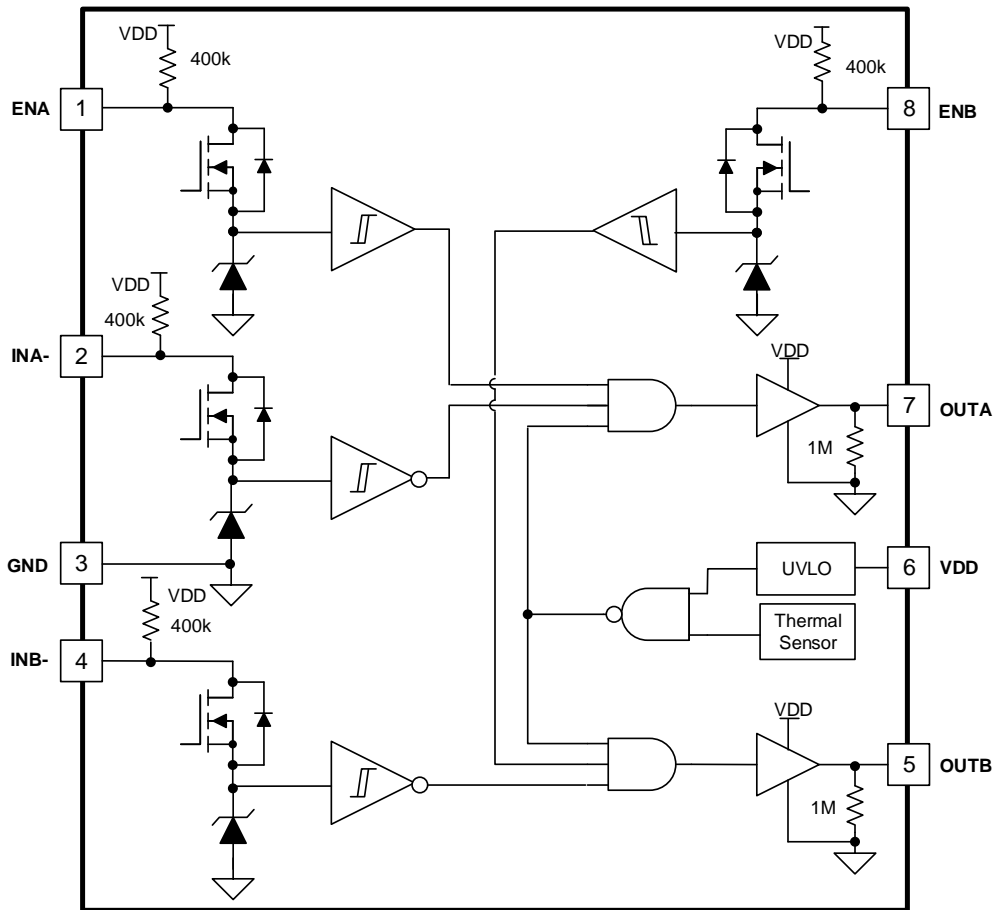 VDD
400k
VDD
400k
ENA
1
8
ENB
VDD
400k
INA-
2
VDD
7
OUTA
1M
GND
3
UVLO
6
VDD
VDD
400k
Thermal
Sensor
INB-
4
VDD
5
OUTB
1M